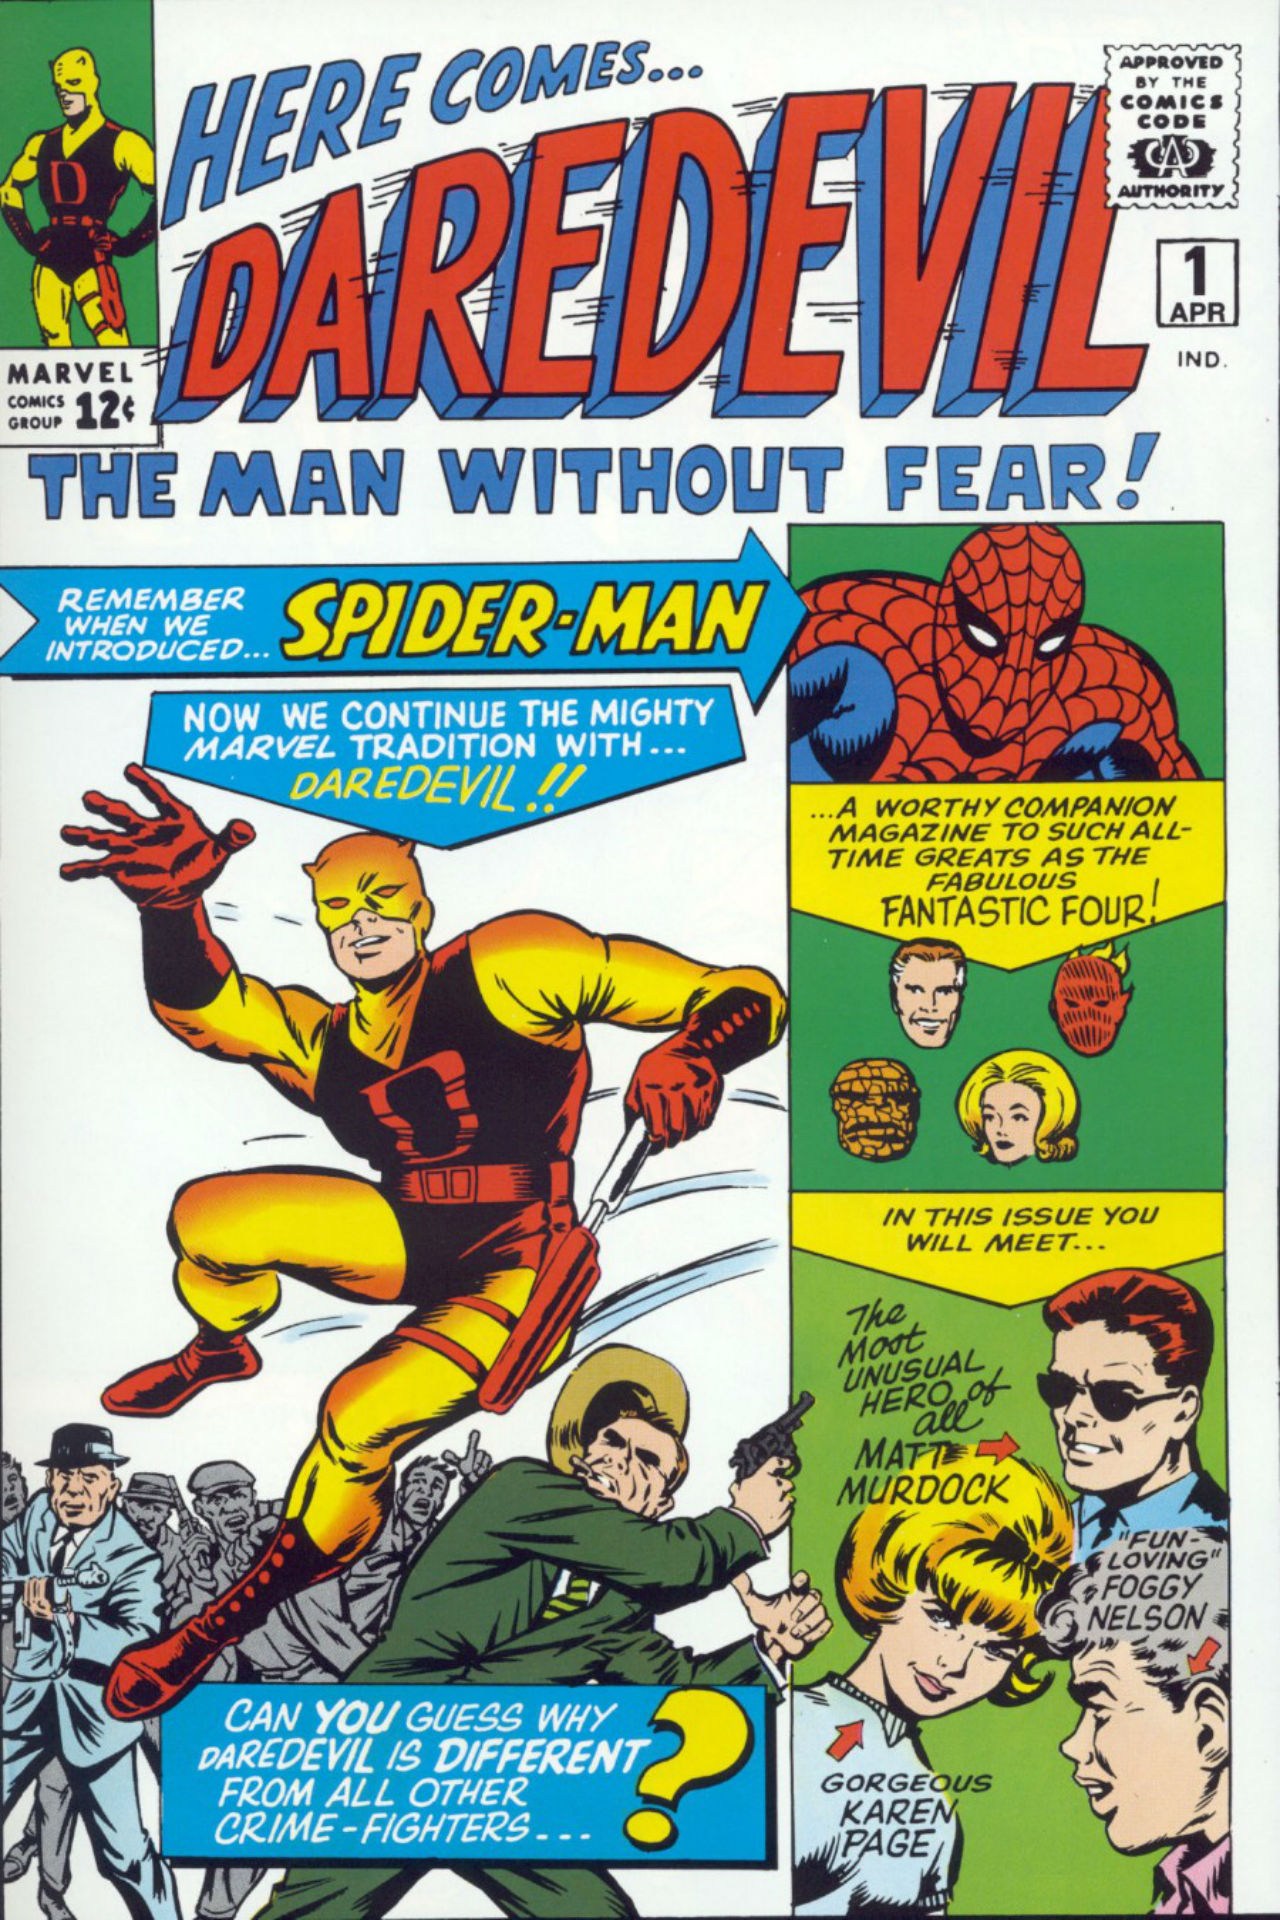 HERE COMES...
DAREDEVIL
APPROVED
BY THE
COMICS
CODE
CA
AUTHORITY
1
APR
IND.
D
MARVEL
COMICS
GROUP 12¢
THE MAN WITHOUT FEAR!
REMEMBER
WHEN WE
INTRODUCED...
SPIDER-MAN
NOW WE CONTINUE THE MIGHTY
MARVEL TRADITION WITH...
DAREDEVIL!!
...A WORTHY COMPANION
MAGAZINE TO SUCH ALL-
TIME GREATS AS THE
FABULOUS
FANTASTIC FOUR!
D
IN THIS ISSUE YOU
WILL MEET...
The
Most
UNUSUAL
HERO of
all
MATT
MURDOCK
"FUN-
LOVING"
FOGGY
NELSON
GORGEOUS
KAREN
PAGE
CAN YOU GUESS WHY
DAREDEVIL IS DIFFERENT
FROM ALL OTHER
CRIME-FIGHTERS...
?